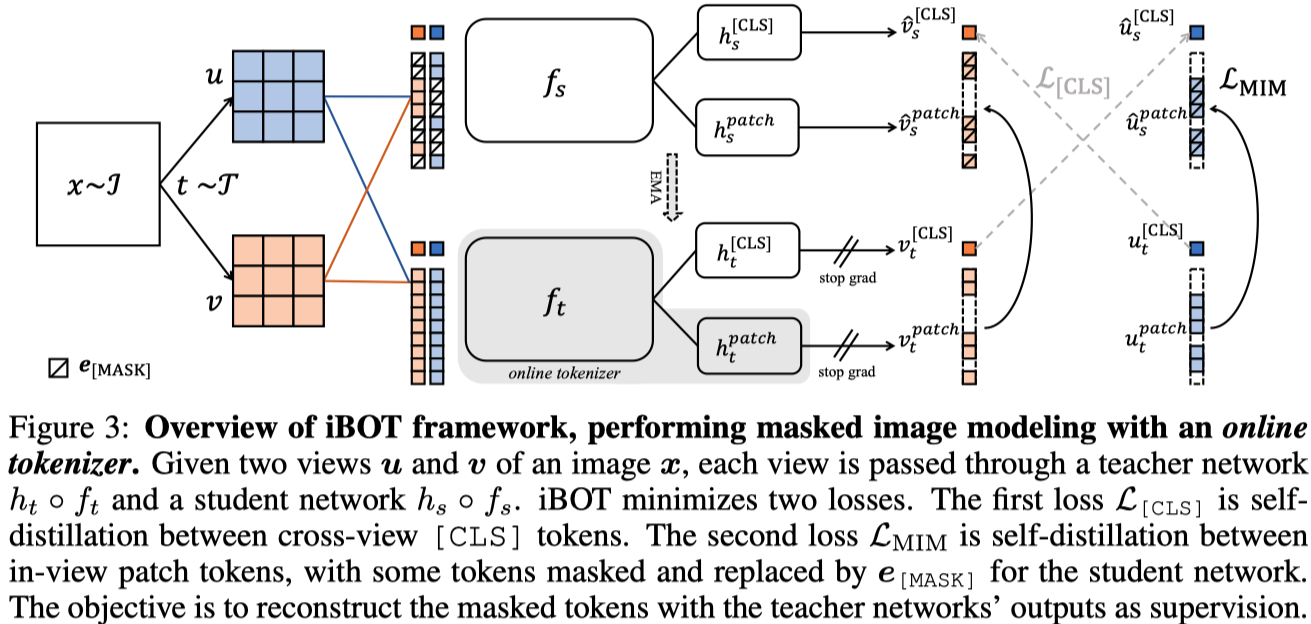 x~ℐ
t ~𝒯
u
v
e[MASK]
f_s
h_s^[CLS]
h_s^patch
EMA
f_t
online tokenizer
h_t^[CLS]
h_t^patch
stop grad
stop grad
v̂_s^[CLS]
v̂_s^patch
v_t^[CLS]
v_t^patch
ℒ[CLS]
û_s^[CLS]
û_s^patch
ℒMIM
u_t^[CLS]
u_t^patch
Figure 3: Overview of iBOT framework, performing masked image modeling with an online
tokenizer. Given two views u and v of an image x, each view is passed through a teacher network
h_t ∘ f_t and a student network h_s ∘ f_s. iBOT minimizes two losses. The first loss ℒ[CLS] is self-
distillation between cross-view [CLS] tokens. The second loss ℒMIM is self-distillation between
in-view patch tokens, with some tokens masked and replaced by e[MASK] for the student network.
The objective is to reconstruct the masked tokens with the teacher networks' outputs as supervision.